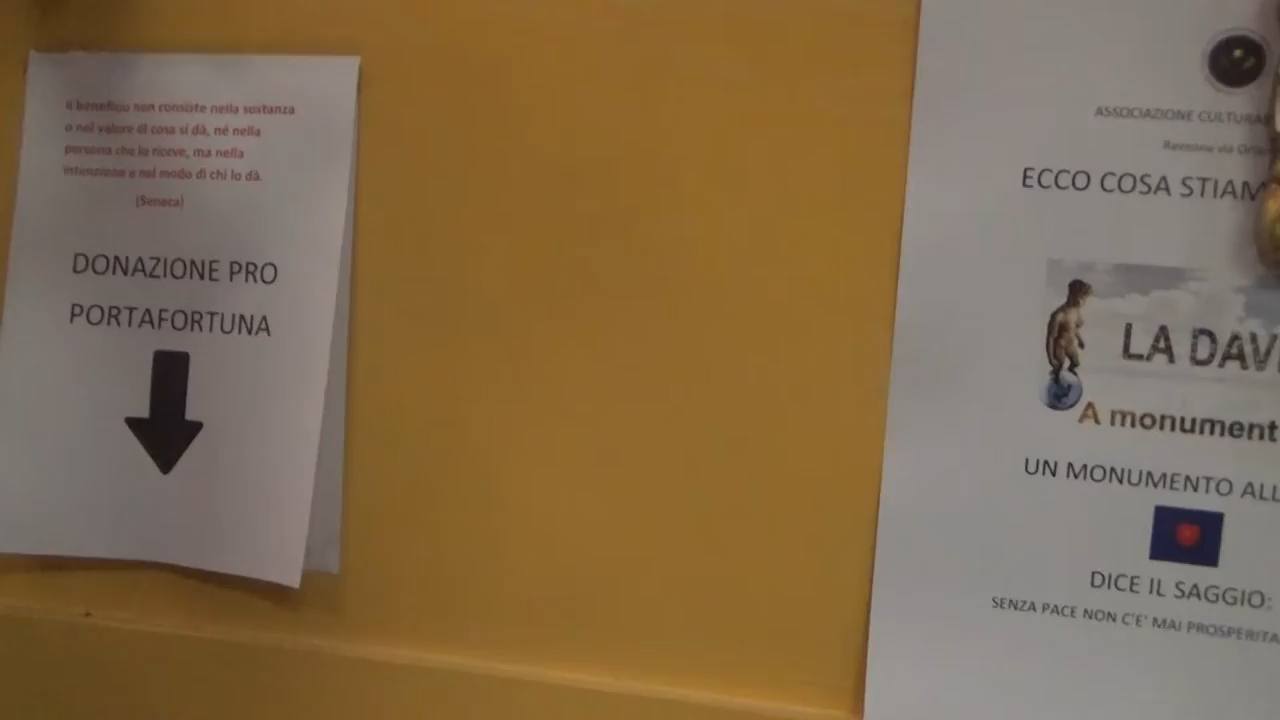 Il beneficio non consiste nella sostanza
o nel valore di cosa si dà, né nella
persona che lo riceve, ma nella
intenzione e nel modo di chi lo dà.
(Seneca)
DONAZIONE PRO
PORTAFORTUNA
ASSOCIAZIONE CULTURA
via
ECCO COSA STIAM
LA DAV
A monument
UN MONUMENTO ALL
DICE IL SAGGIO:
SENZA PACE NON C'E' MAI PROSPERITA